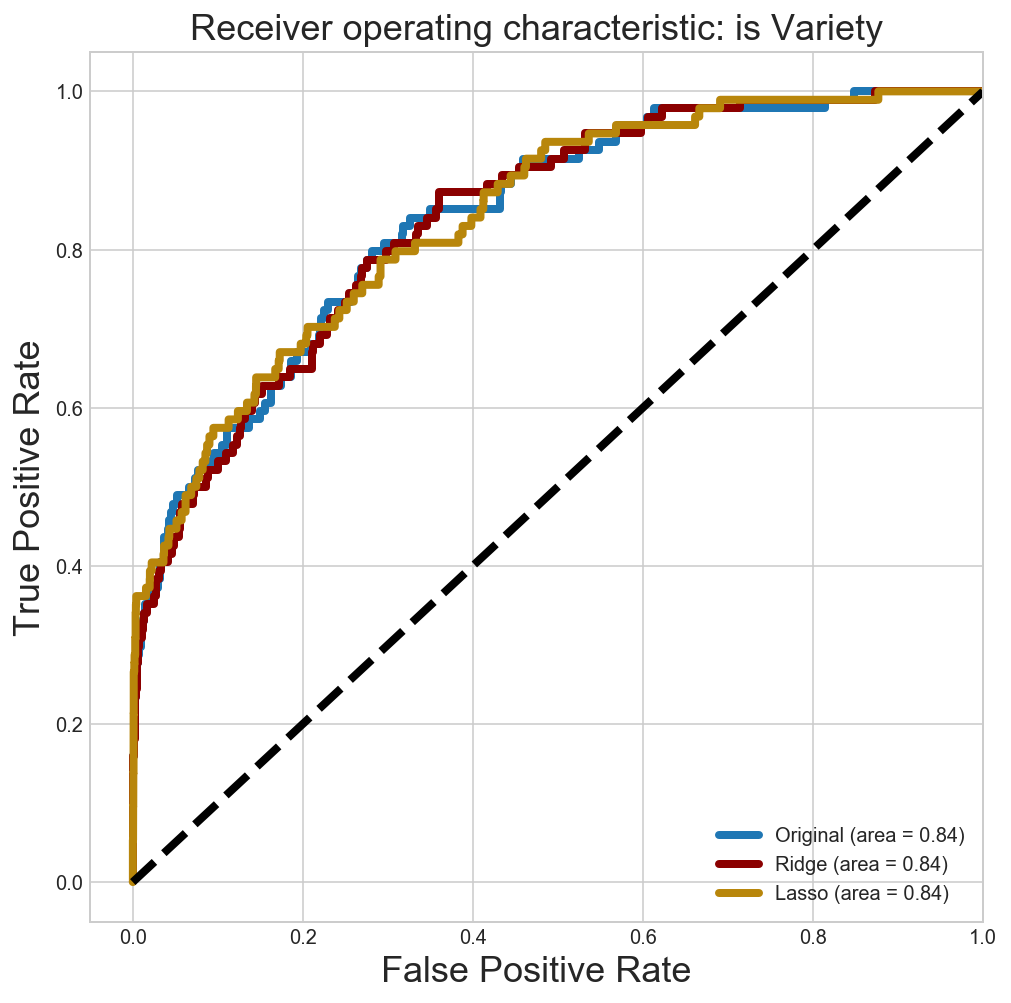 Receiver operating characteristic: is Variety
True Positive Rate
1.0
0.8
0.6
0.4
0.2
0.0
Original (area = 0.84)
Ridge (area = 0.84)
Lasso (area = 0.84)
0.0 0.2 0.4 0.6 0.8 1.0
False Positive Rate